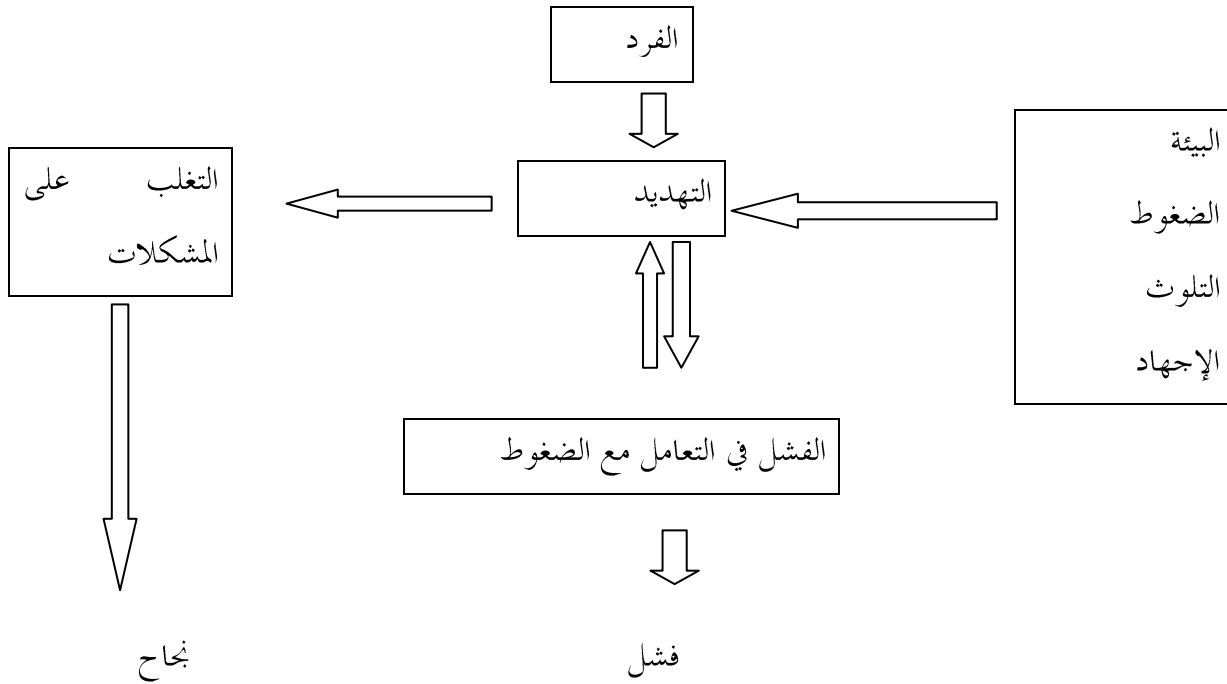 الفرد
البيئة
الضغوط
التلوث
الإجهاد
التهديد
التغلب على
المشكلات
الفشل في التعامل مع الضغوط
فشل
نجاح